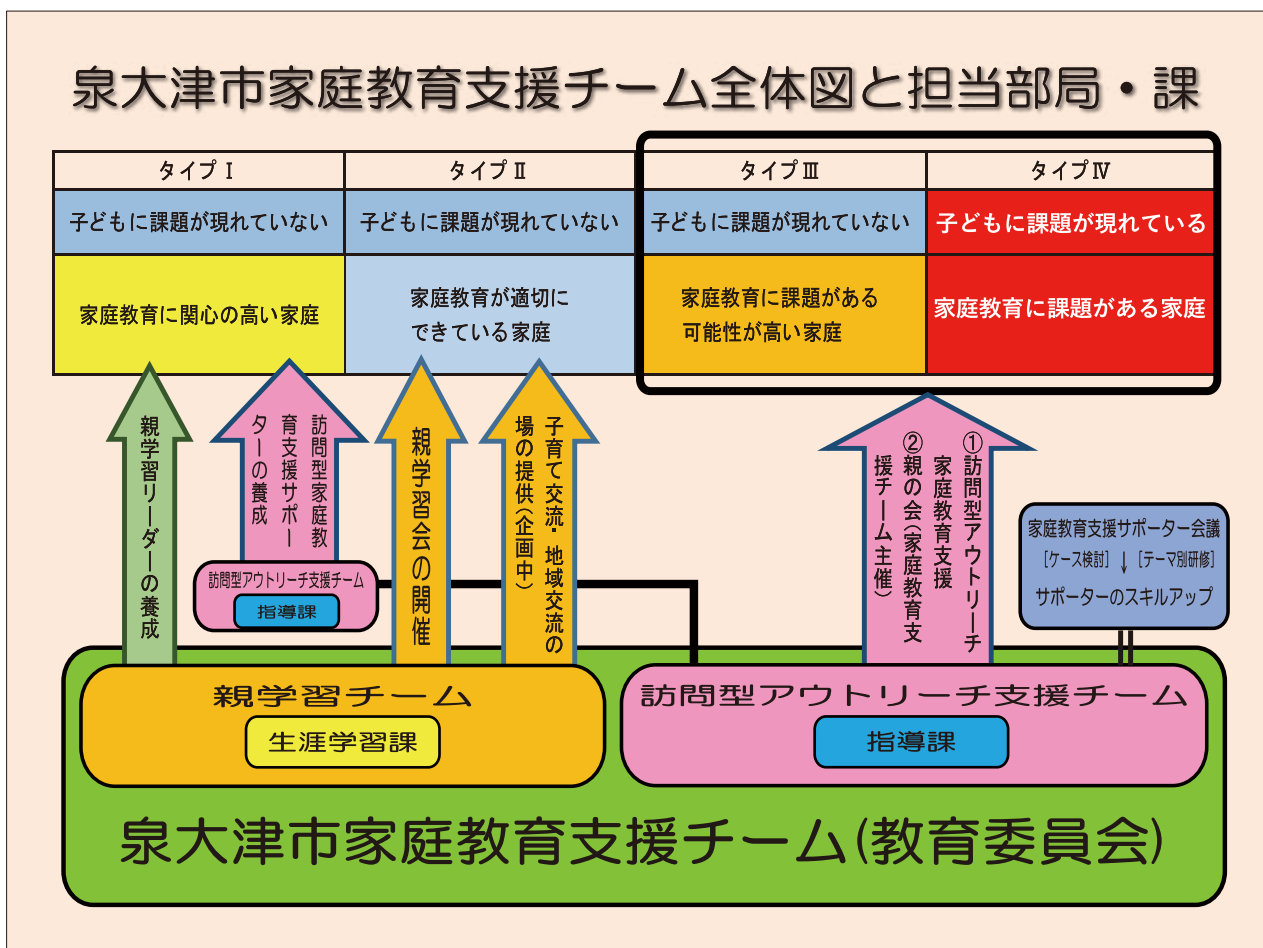 泉大津市家庭教育支援チーム全体図と担当部局・課
タイプⅠ
タイプⅡ
タイプⅢ
タイプⅣ
子どもに課題が現れていない
子どもに課題が現れていない
子どもに課題が現れていない
子どもに課題が現れている
家庭教育に関心の高い家庭
家庭教育が適切に
できている家庭
家庭教育に課題がある
可能性が高い家庭
家庭教育に課題がある家庭
親学習リーダーの養成
訪問型家庭教
育支援サポー
ターの養成
親学習会の開催
子育て交流・地域交流の
場の提供(企画中)
①訪問型アウトリーチ
家庭教育支援
②親の会(家庭教育支
援チーム主催)
家庭教育支援サポーター会議
[ケース検討] ↓ [テーマ別研修]
サポーターのスキルアップ
訪問型アウトリーチ支援チーム
指導課
親学習チーム
生涯学習課
訪問型アウトリーチ支援チーム
指導課
泉大津市家庭教育支援チーム(教育委員会)